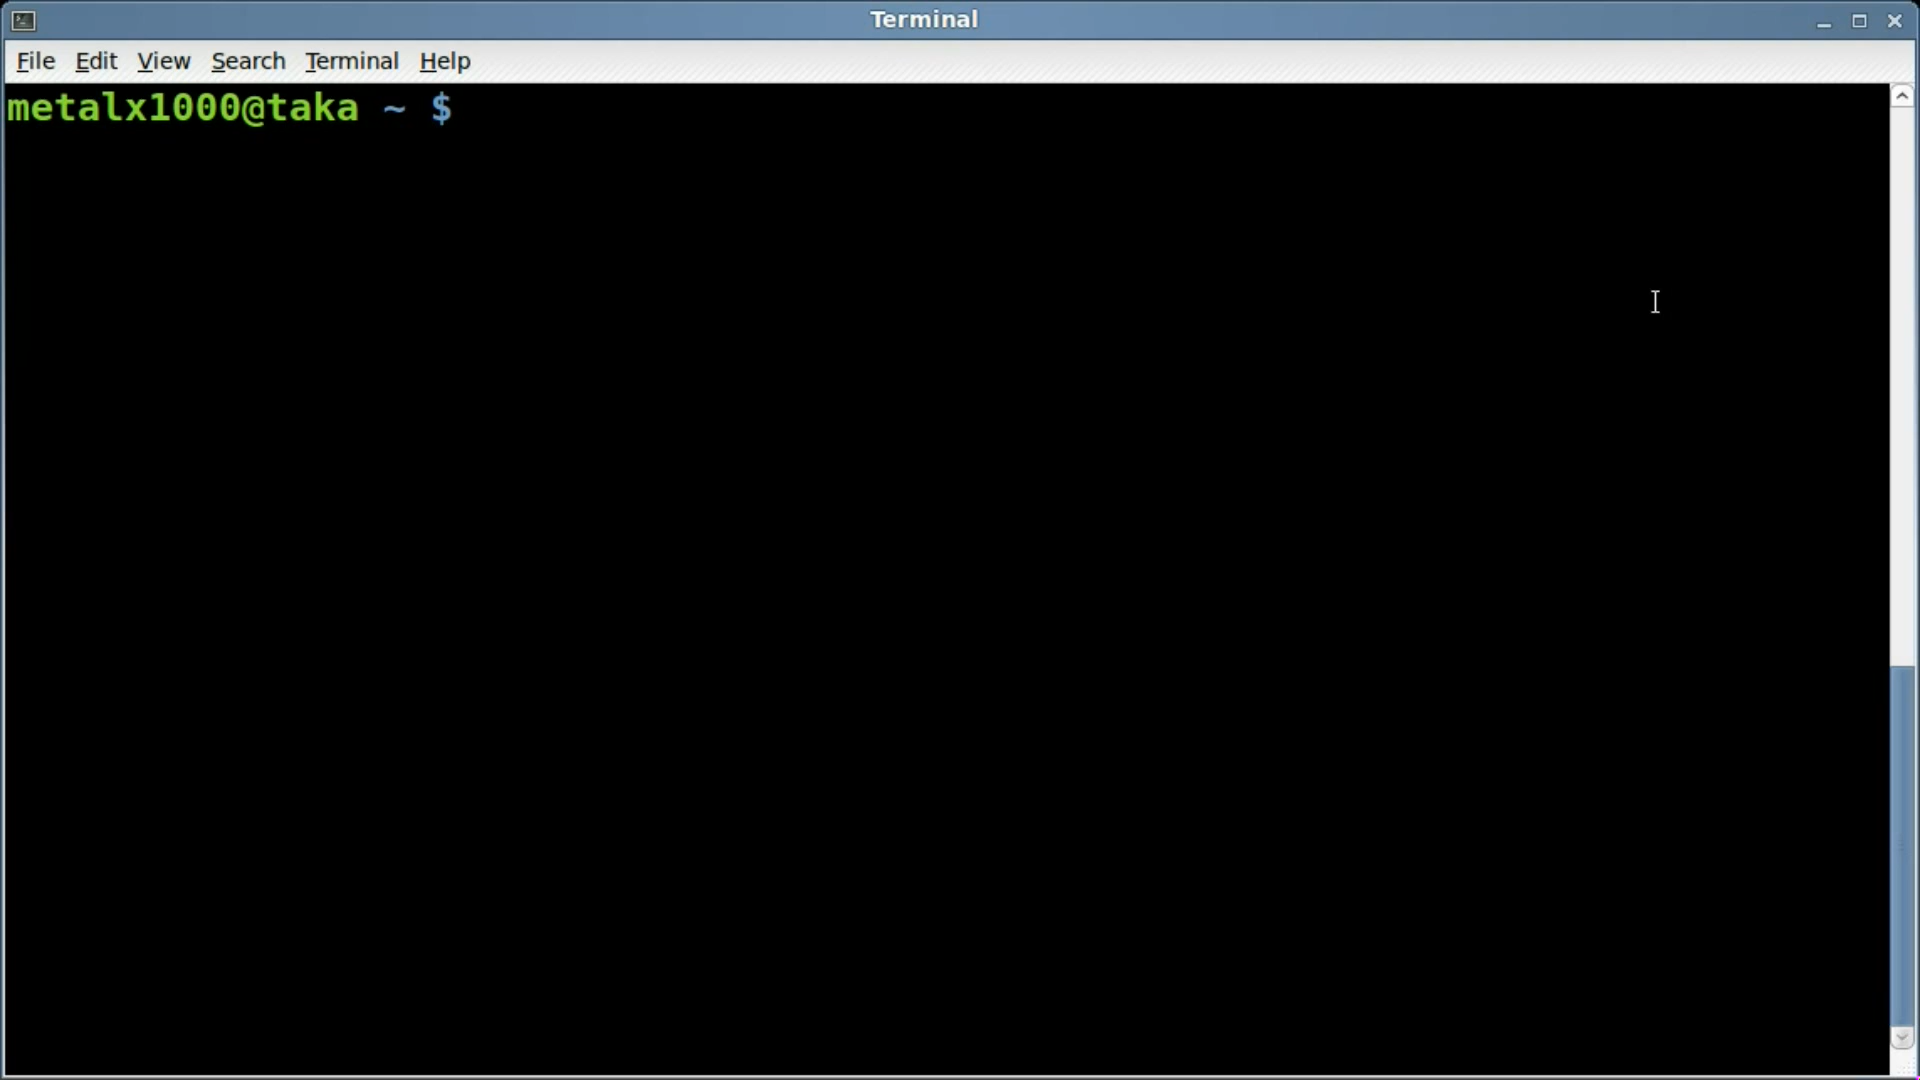 Terminal
File Edit View Search Terminal Help
metalx1000@taka ~ $